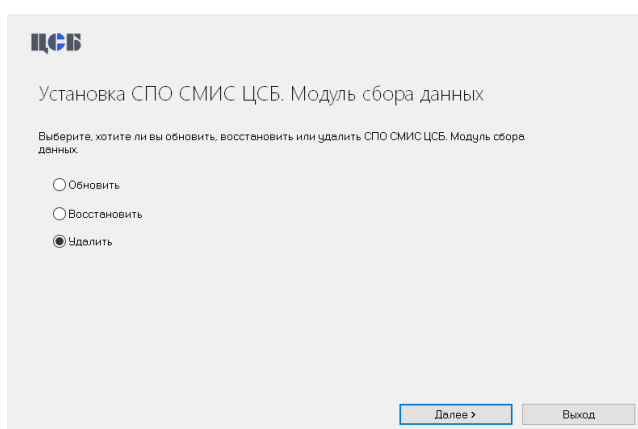 ЦСБ
Установка СПО СМИС ЦСБ. Модуль сбора данных
Выберите, хотите ли вы обновить, восстановить или удалить СПО СМИС ЦСБ. Модуль сбора
данных.
Обновить
Восстановить
Удалить
Далее >
Выход